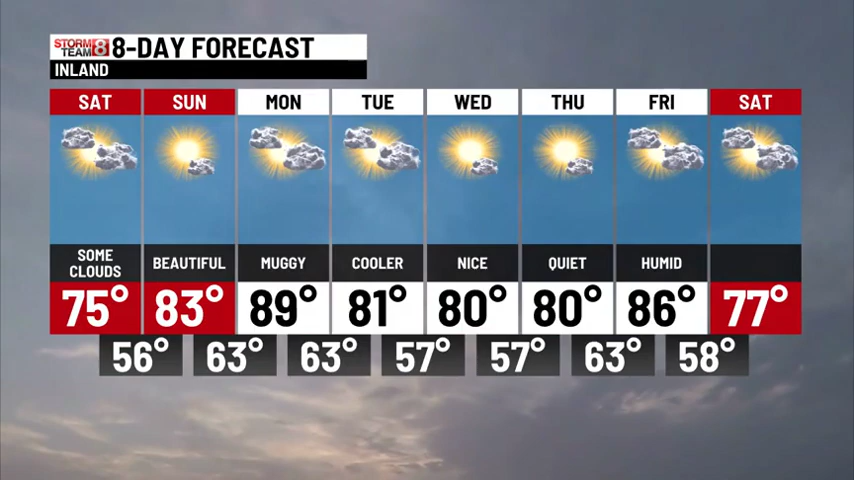 STORM TEAM 8 8-DAY FORECAST
INLAND
SAT SUN MON TUE WED THU FRI SAT
SOME CLOUDS BEAUTIFUL MUGGY COOLER NICE QUIET HUMID
75° 83° 89° 81° 80° 80° 86° 77°
56° 63° 63° 57° 57° 63° 58°